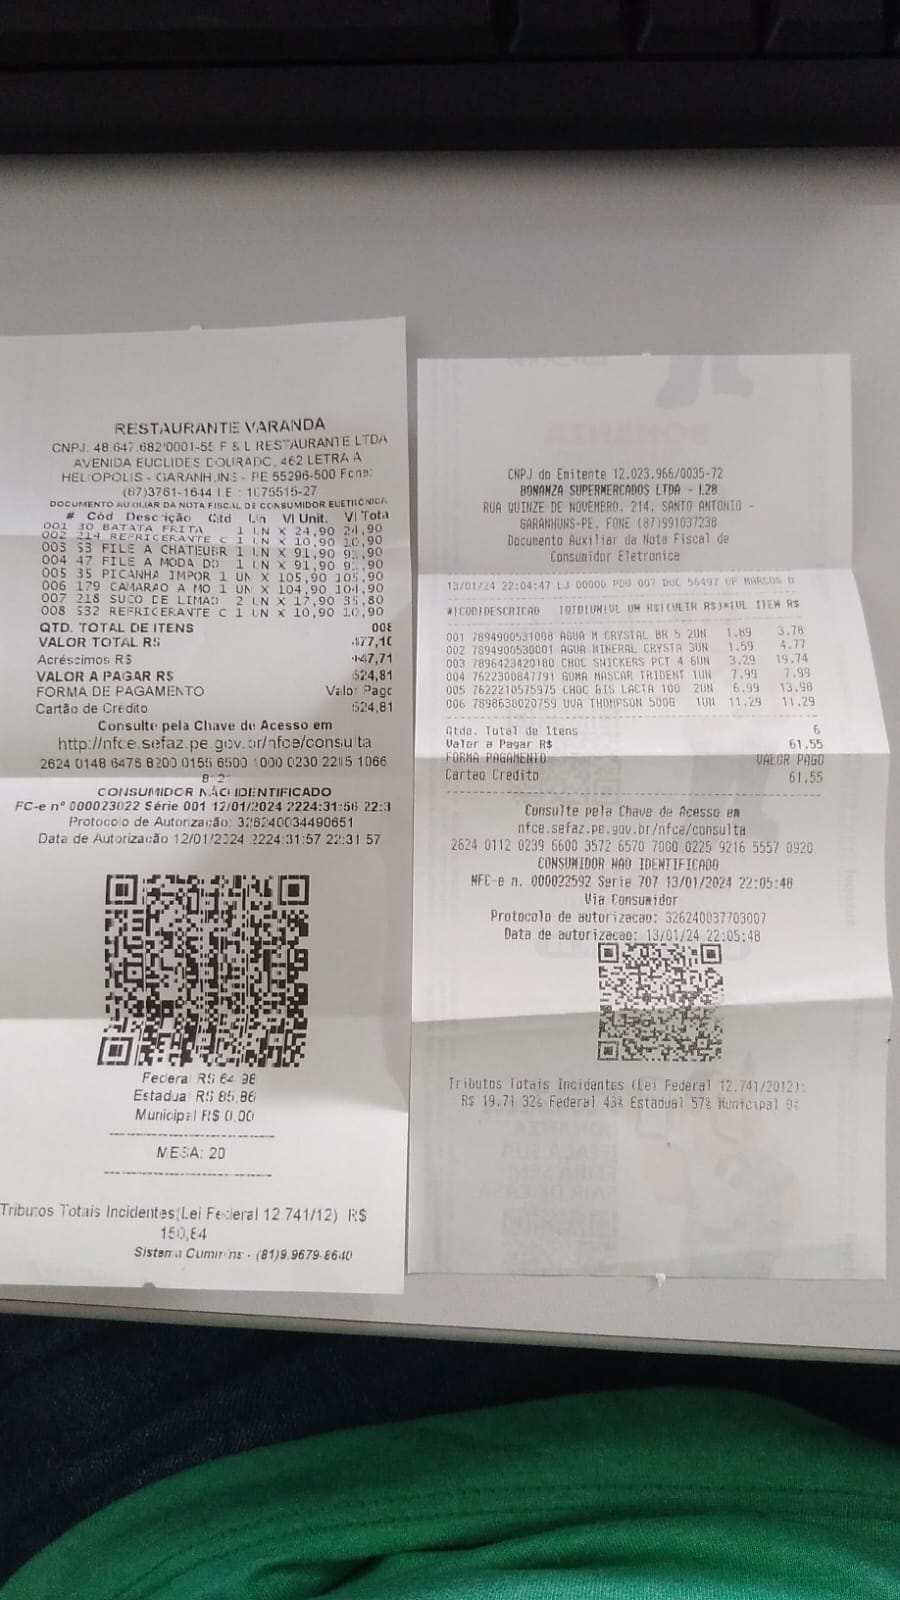 RESTAURANTE VARANDA
CNPJ: 48.647.682/0001-55 F & L RESTAURANTE LTDA
AVENIDA EUCLIDES DOURADO, 462 LETRA A
HELIOPOLIS - GARANHUNS - PE 55296-500 Fone:
(87)3761-1644 I.E : 1075515-27
DOCUMENTO AUXILIAR DA NOTA FISCAL DE CONSUMIDOR ELETRONICA
# Cód Descrição Qtd Un Vl Unit. Vl Tota
001 30 BATATA FRITA 1 UN X 24,90 24,90
002 214 REFRIGERANTE C 1 UN X 10,90 10,90
003 53 FILE A CHATEUBR 1 UN X 91,90 91,90
004 47 FILE A MODA DO 1 UN X 91,90 91,90
005 35 PICANHA IMPOR 1 UN X 105,90 105,90
006 179 CAMARAO A MO 1 UN X 104,90 104,90
007 218 SUCO DE LIMAO 2 UN X 17,90 35,80
008 532 REFRIGERANTE C 1 UN X 10,90 10,90
QTD. TOTAL DE ITENS 008
VALOR TOTAL R$ 477,10
Acréscimos R$ +47,71
VALOR A PAGAR R$ 524,81
FORMA DE PAGAMENTO Valor Pago
Cartão de Crédito 524,81
Consulte pela Chave de Acesso em
http://nfce.sefaz.pe.gov.br/nfce/consulta
2624 0148 6476 8200 0155 6500 1000 0230 2215 1066
CONSUMIDOR NÃO IDENTIFICADO
FC-e nº 000023022 Série 001 12/01/2024 2224:31:56 22:3
Protocolo de Autorização: 326240034490651
Data de Autorização 12/01/2024 2224:31:57 22:31 57
Federal R$ 64,98
Estadual R$ 85,86
Municipal R$ 0,00
MESA: 20
Tributos Totais Incidentes(Lei Federal 12.741/12) R$
150,84
Sistema Cummins - (81)9.9679-8640
CNPJ do Emitente 12.023.966/0035-72
BONANZA SUPERMERCADOS LTDA - L28
RUA QUINZE DE NOVEMBRO, 214, SANTO ANTONIO -
GARANHUNS-PE, FONE (87)991037238
Documento Auxiliar da Nota Fiscal de
Consumidor Eletronica
13/01/24 22:04:47 LJ 00000 PDV 007 DOC 56497 OP MARCOS O
#|COD|DESCRICAO |QTD|UN|VL UN R$|(VLTR R$)*|VL ITEM R$
001 7894900531008 AGUA M CRYSTAL BR 5 2UN 1.89 3.78
002 7894900530001 AGUA MINERAL CRYSTA 3UN 1.59 4.77
003 7896423420180 CHOC SNICKERS PCT 4 6UN 3.29 19.74
004 7622300847791 GOMA MASCAR TRIDENT 1UN 7.99 7.99
005 7622210575975 CHOC BIS LACTA 100 2UN 6.99 13.98
006 7898638020759 UVA THOMPSON 500G 1UN 11,29 11.29
Qtde. Total de Itens 6
Valor a Pagar R$ 61.55
FORMA PAGAMENTO VALOR PAGO
Cartao Credito 61.55
Consulte pela Chave de Acesso em
nfce.sefaz.pe.gov.br/nfce/consulta
2624 0112 0239 6600 3572 6570 7000 0225 9216 5557 0920
CONSUMIDOR NAO IDENTIFICADO
NFC-e n. 000022592 Serie 707 13/01/2024 22:05:48
Via Consumidor
Protocolo de autorizacao: 326240037703007
Data de autorizacao: 13/01/24 22:05:48
Tributos Totais Incidentes (Lei Federal 12.741/2012):
R$ 19.71 32% Federal 43% Estadual 57% Municipal 0%